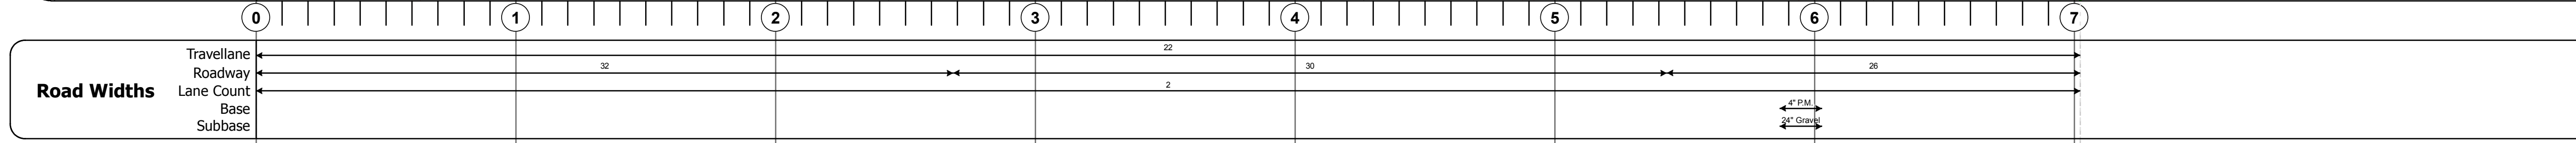 0 1 2 3 4 5 6 7
Road Widths
Travellane 22
Roadway 32 30 26
Lane Count 2
Base 4" P.M.
Subbase 24" Gravel